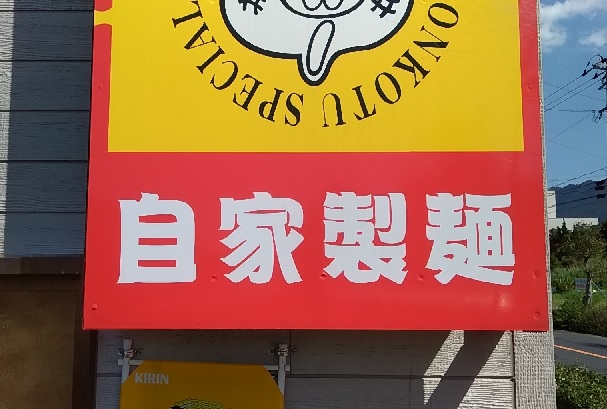 ONKOTU SPECIAL
自家製麺
KIRIN